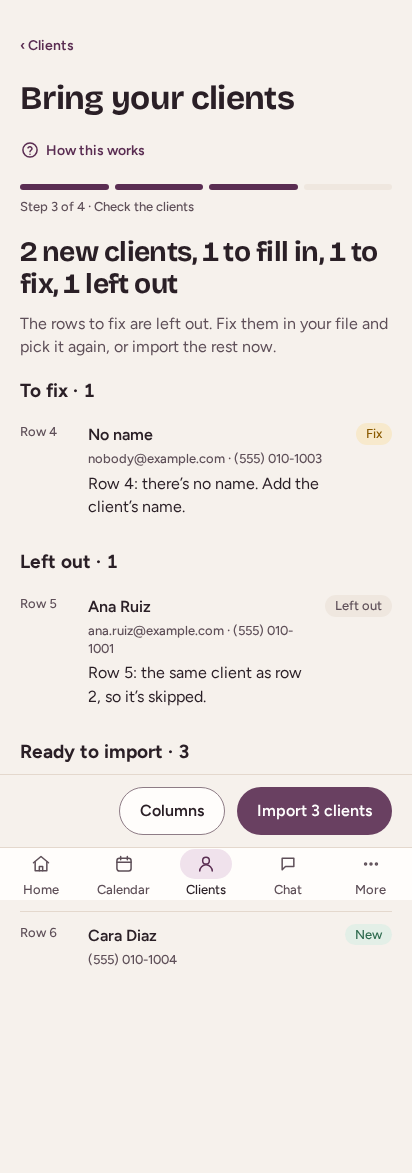 ‹ Clients
Bring your clients
How this works
Step 3 of 4 · Check the clients
2 new clients, 1 to fill in, 1 to
fix, 1 left out
The rows to fix are left out. Fix them in your file and
pick it again, or import the rest now.
To fix · 1
Row 4
No name
Fix
nobody@example.com · (555) 010-1003
Row 4: there’s no name. Add the
client’s name.
Left out · 1
Row 5
Ana Ruiz
Left out
ana.ruiz@example.com · (555) 010-
1001
Row 5: the same client as row
2, so it’s skipped.
Ready to import · 3
Columns
Import 3 clients
Home
Calendar
Clients
Chat
More
Row 6
Cara Diaz
New
(555) 010-1004